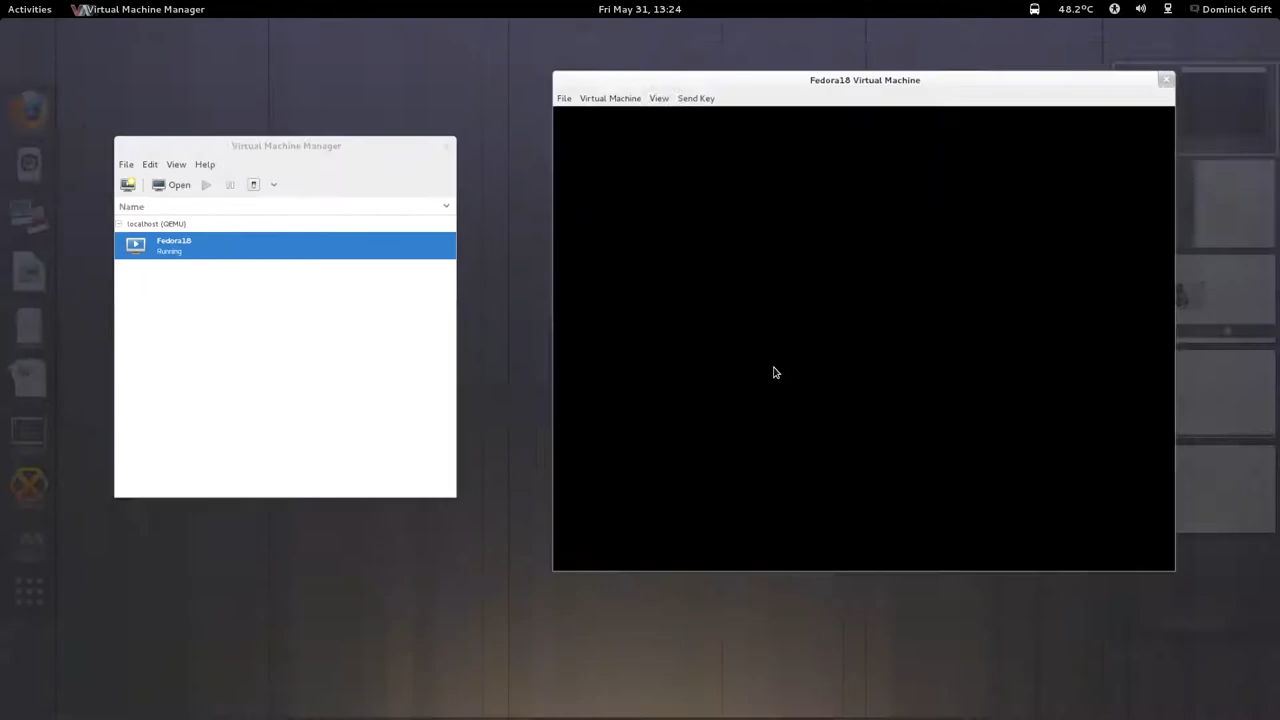 Activities Virtual Machine Manager Fri May 31, 13:24 48.2°C Dominick Grift
Virtual Machine Manager
File Edit View Help
Open
Name
localhost (QEMU)
Fedora18
Running
Fedora18 Virtual Machine
File Virtual Machine View Send Key